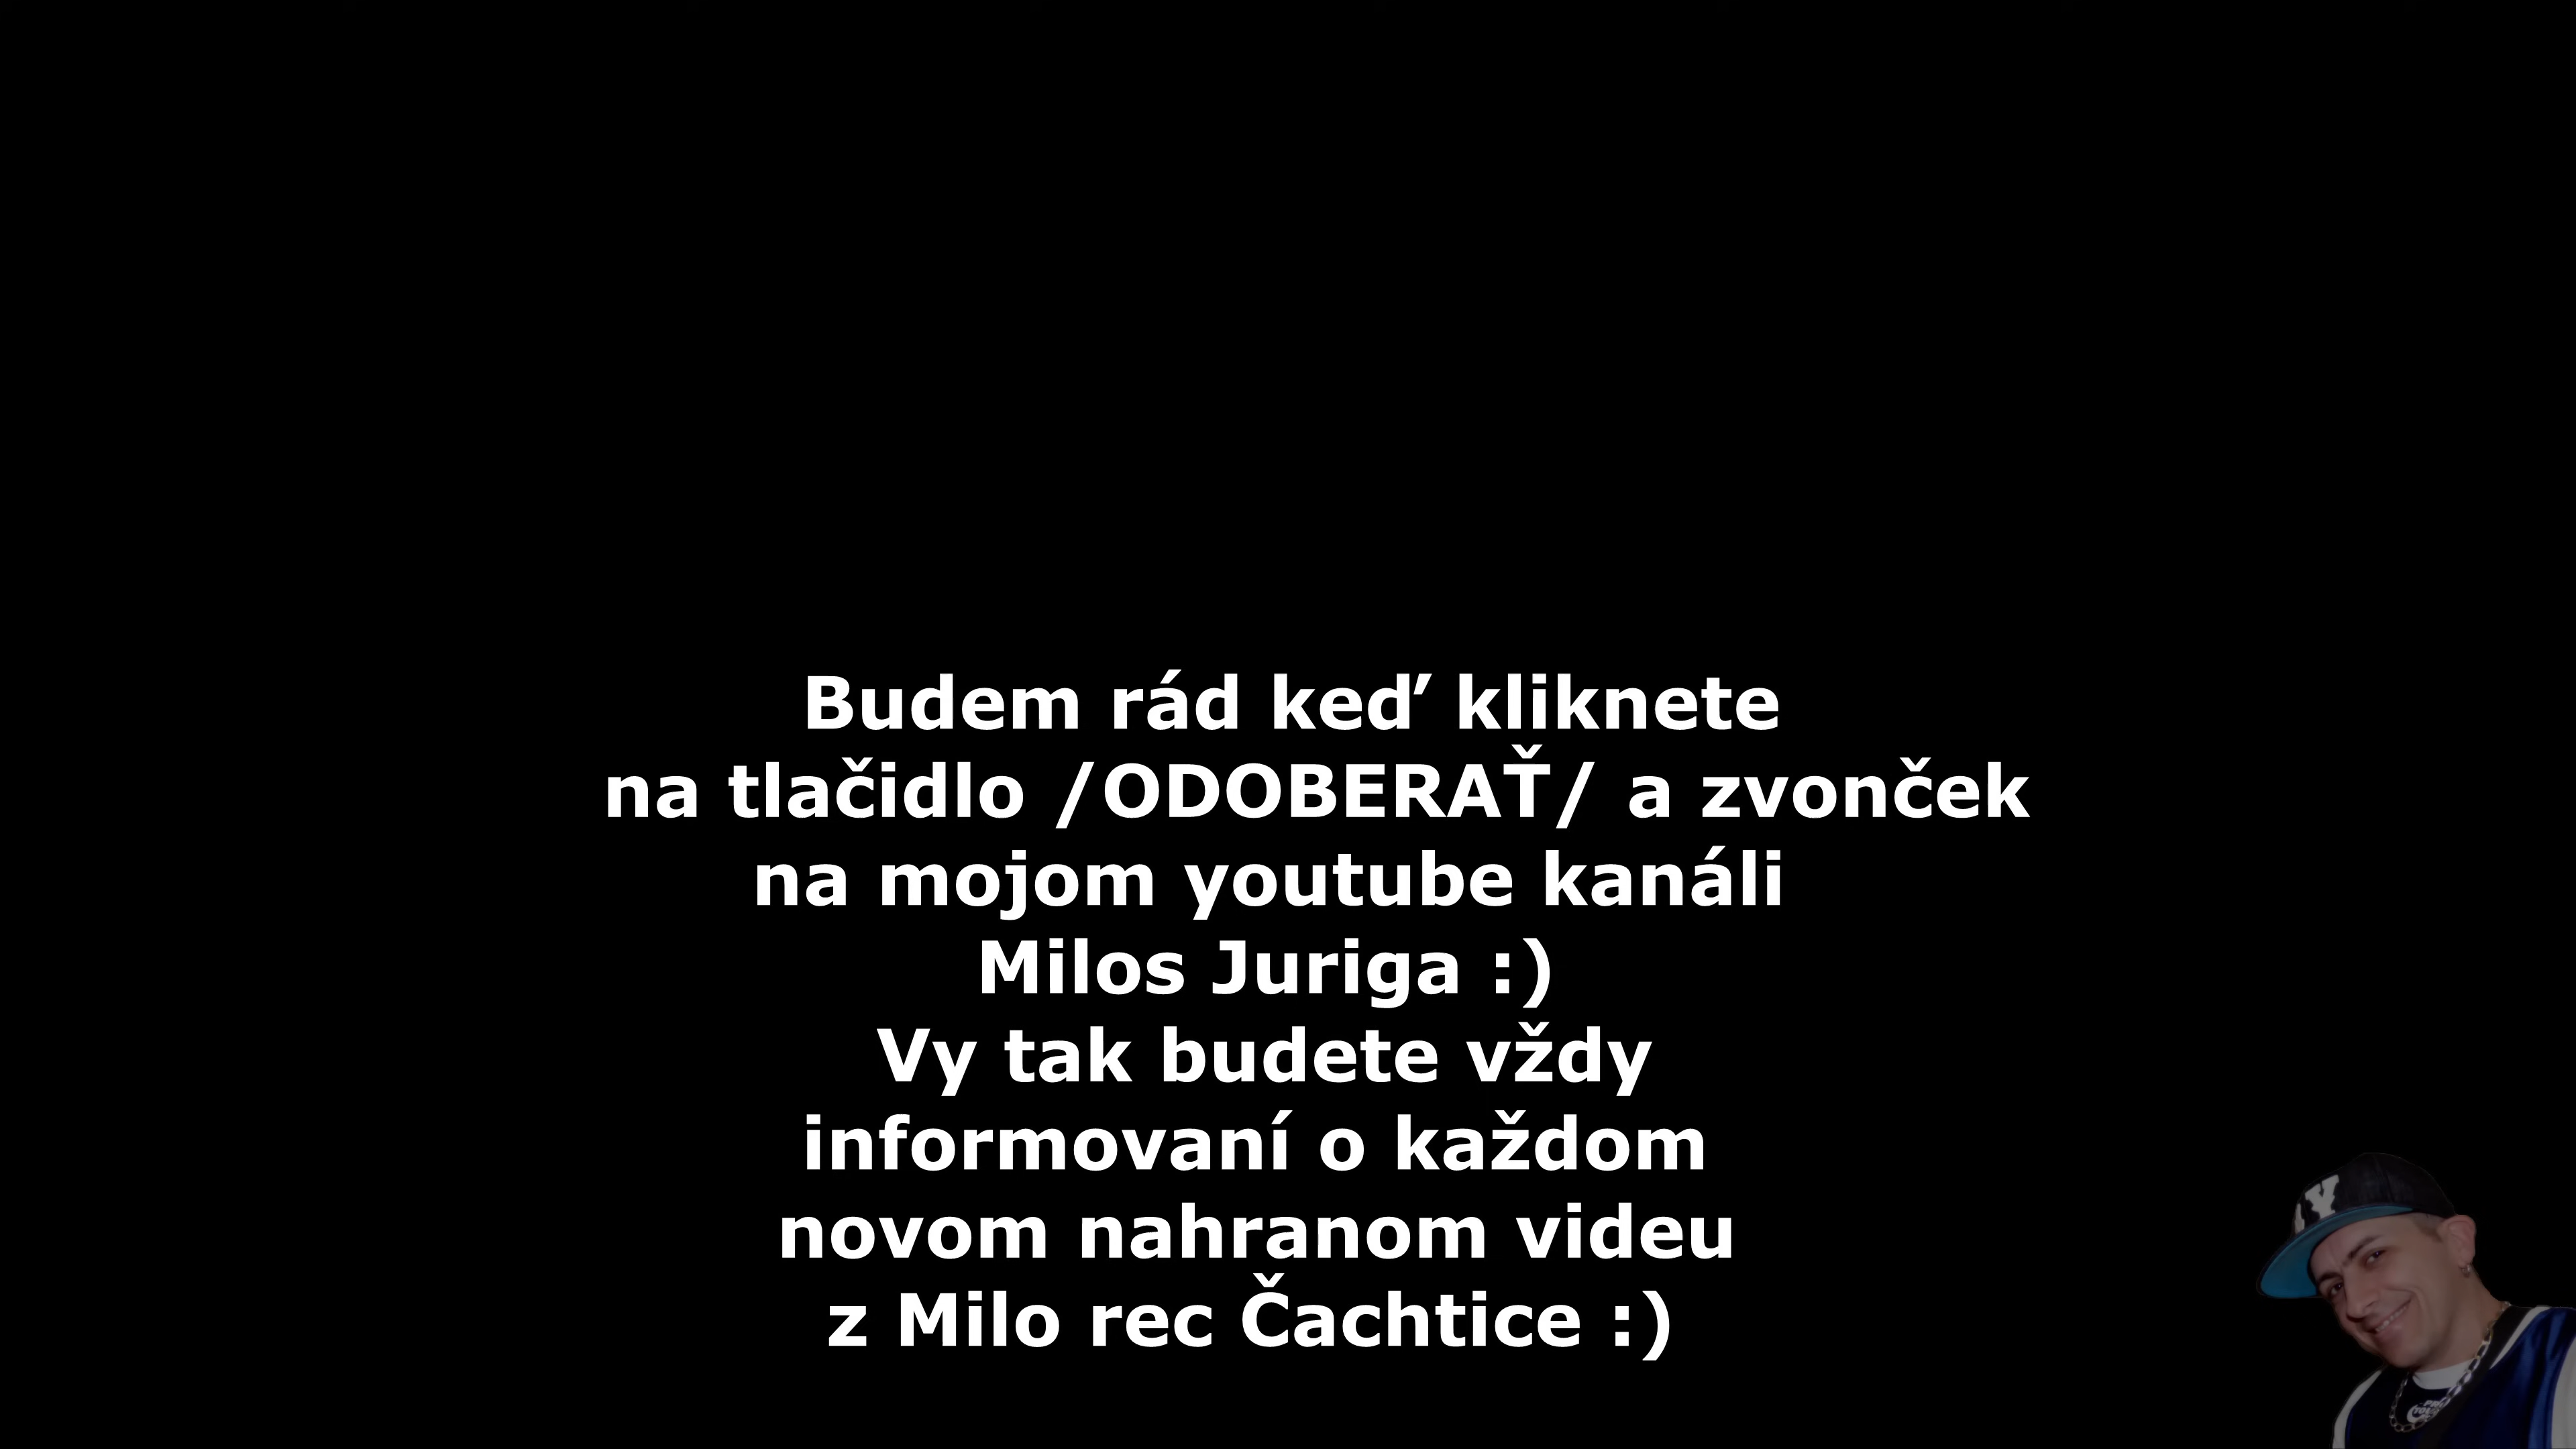 Budem rád keď kliknete
na tlačidlo /ODOBERAŤ/ a zvonček
na mojom youtube kanáli
Milos Juriga :)
Vy tak budete vždy
informovaní o každom
novom nahranom videu
z Milo rec Čachtice :)